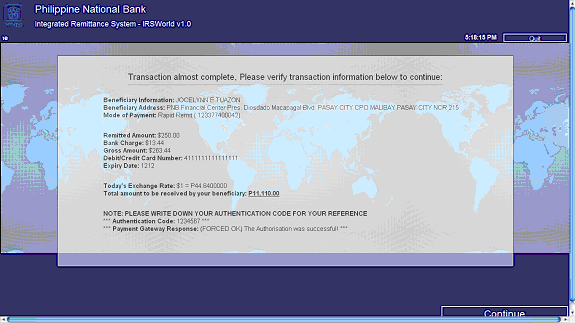 Philippine National Bank
Integrated Remittance System - IRSWorld v1.0
5:18:15 PM
Quit
Transaction almost complete, Please verify transaction information below to continue:
Beneficiary Information: JOCELYNN E TUAZON
Beneficiary Address: PNB Financial Center Pres. Diosdado Macapagal Blvd. PASAY CITY CPO MALIBAY PASAY CITY NCR 215
Mode of Payment: Rapid Remit ( 122377400042)
Remitted Amount: $250.00
Bank Charge: $13.44
Gross Amount: $263.44
Debit/Credit Card Number: 4111111111111111
Expiry Date: 1212
Today's Exchange Rate: $1 = P44.6400000
Total amount to be received by your beneficiary: P11,110.00
NOTE: PLEASE WRITE DOWN YOUR AUTHENTICATION CODE FOR YOUR REFERENCE
*** Authentication Code: 1234567 ***
*** Payment Gateway Response: (FORCED OK) The Authorisation was successful! ***
Continue